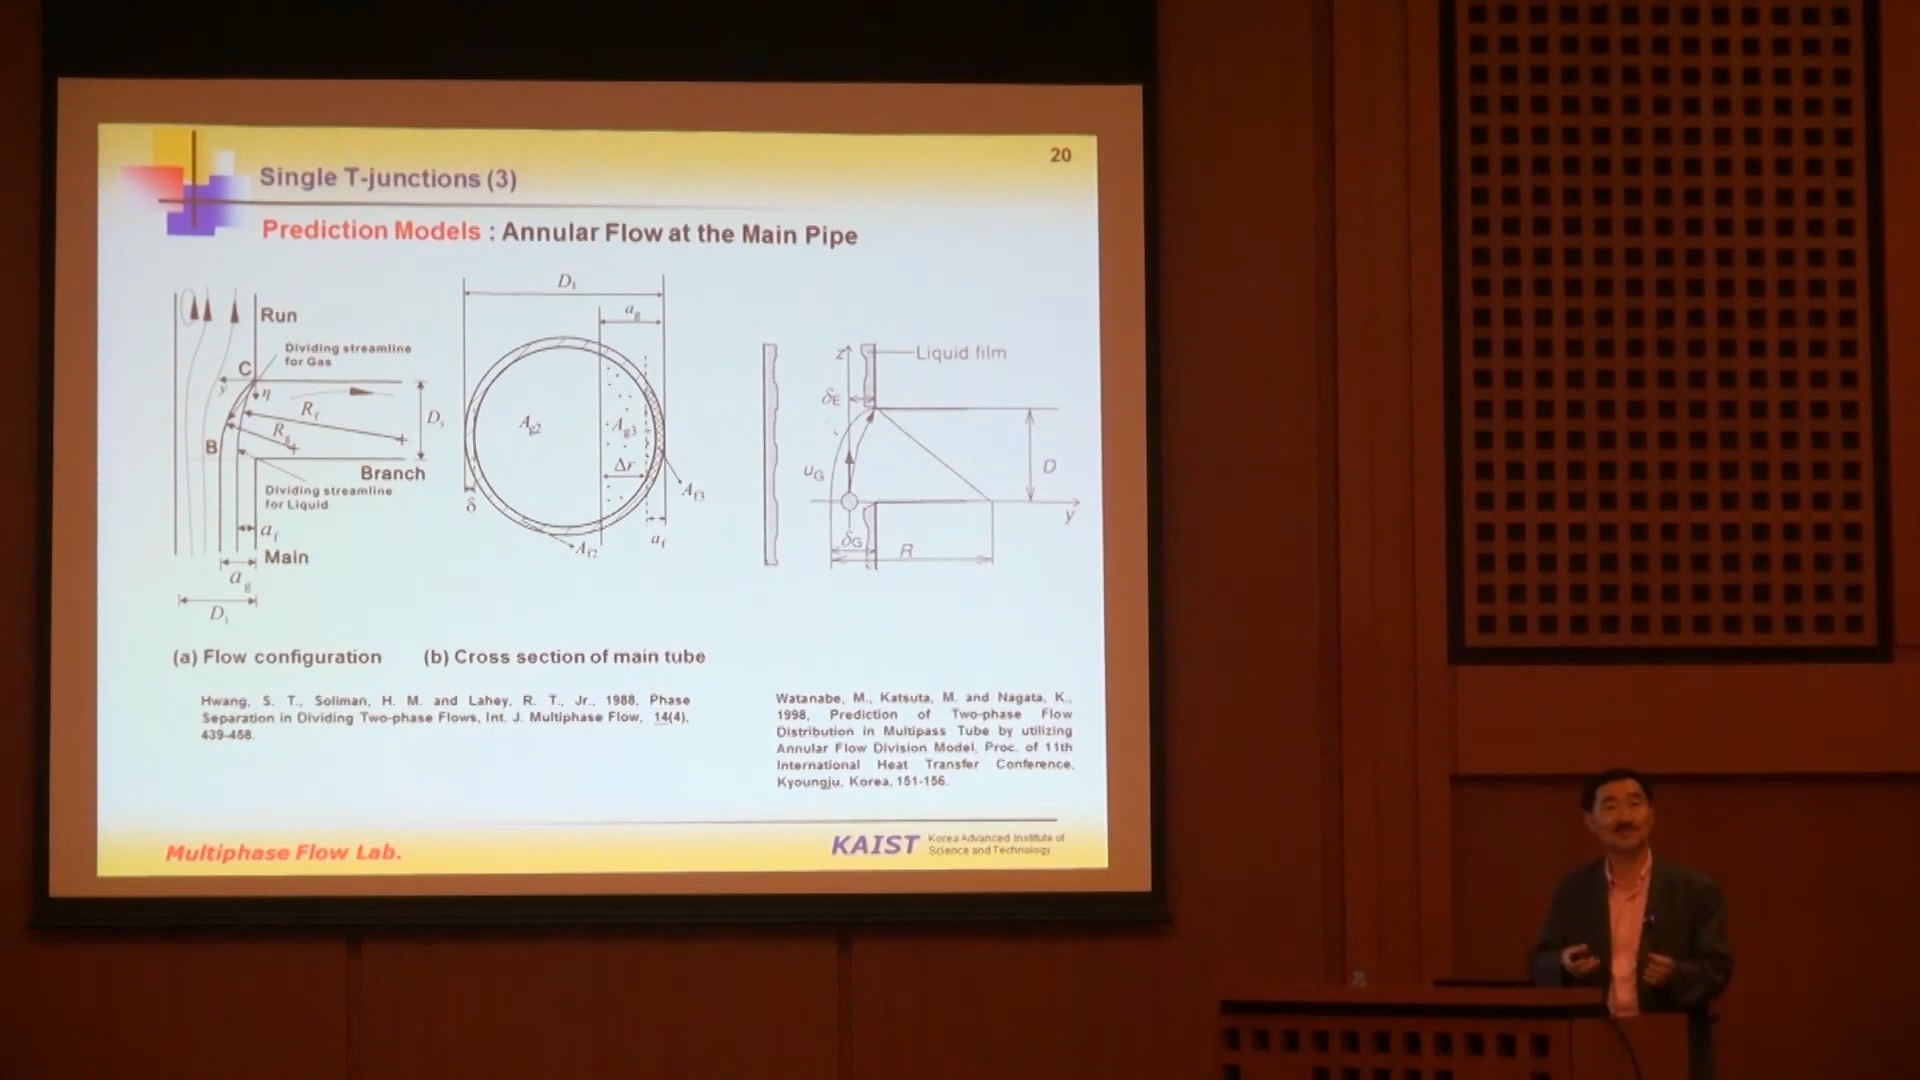 20
Single T-junctions (3)
Prediction Models : Annular Flow at the Main Pipe
Run
Dividing streamline
for Gas
C
y
η
R_f
R_g
D_3
B
Branch
Dividing streamline
for Liquid
a_f
Main
a_g
D_1
D_1
a_g
A_g2
A_g3
Δr
δ
A_f3
A_f2
a_f
z
Liquid film
δE
u_G
D
y
δG
R
(a) Flow configuration
(b) Cross section of main tube
Hwang, S. T., Soliman, H. M. and Lahey, R. T., Jr., 1988, Phase
Separation in Dividing Two-phase Flows, Int. J. Multiphase Flow, 14(4),
439-458.
Watanabe, M., Katsuta, M. and Nagata, K.,
1998, Prediction of Two-phase Flow
Distribution in Multipass Tube by utilizing
Annular Flow Division Model, Proc. of 11th
International Heat Transfer Conference,
Kyoungju, Korea, 151-156.
Multiphase Flow Lab.
KAIST
Korea Advanced Institute of
Science and Technology